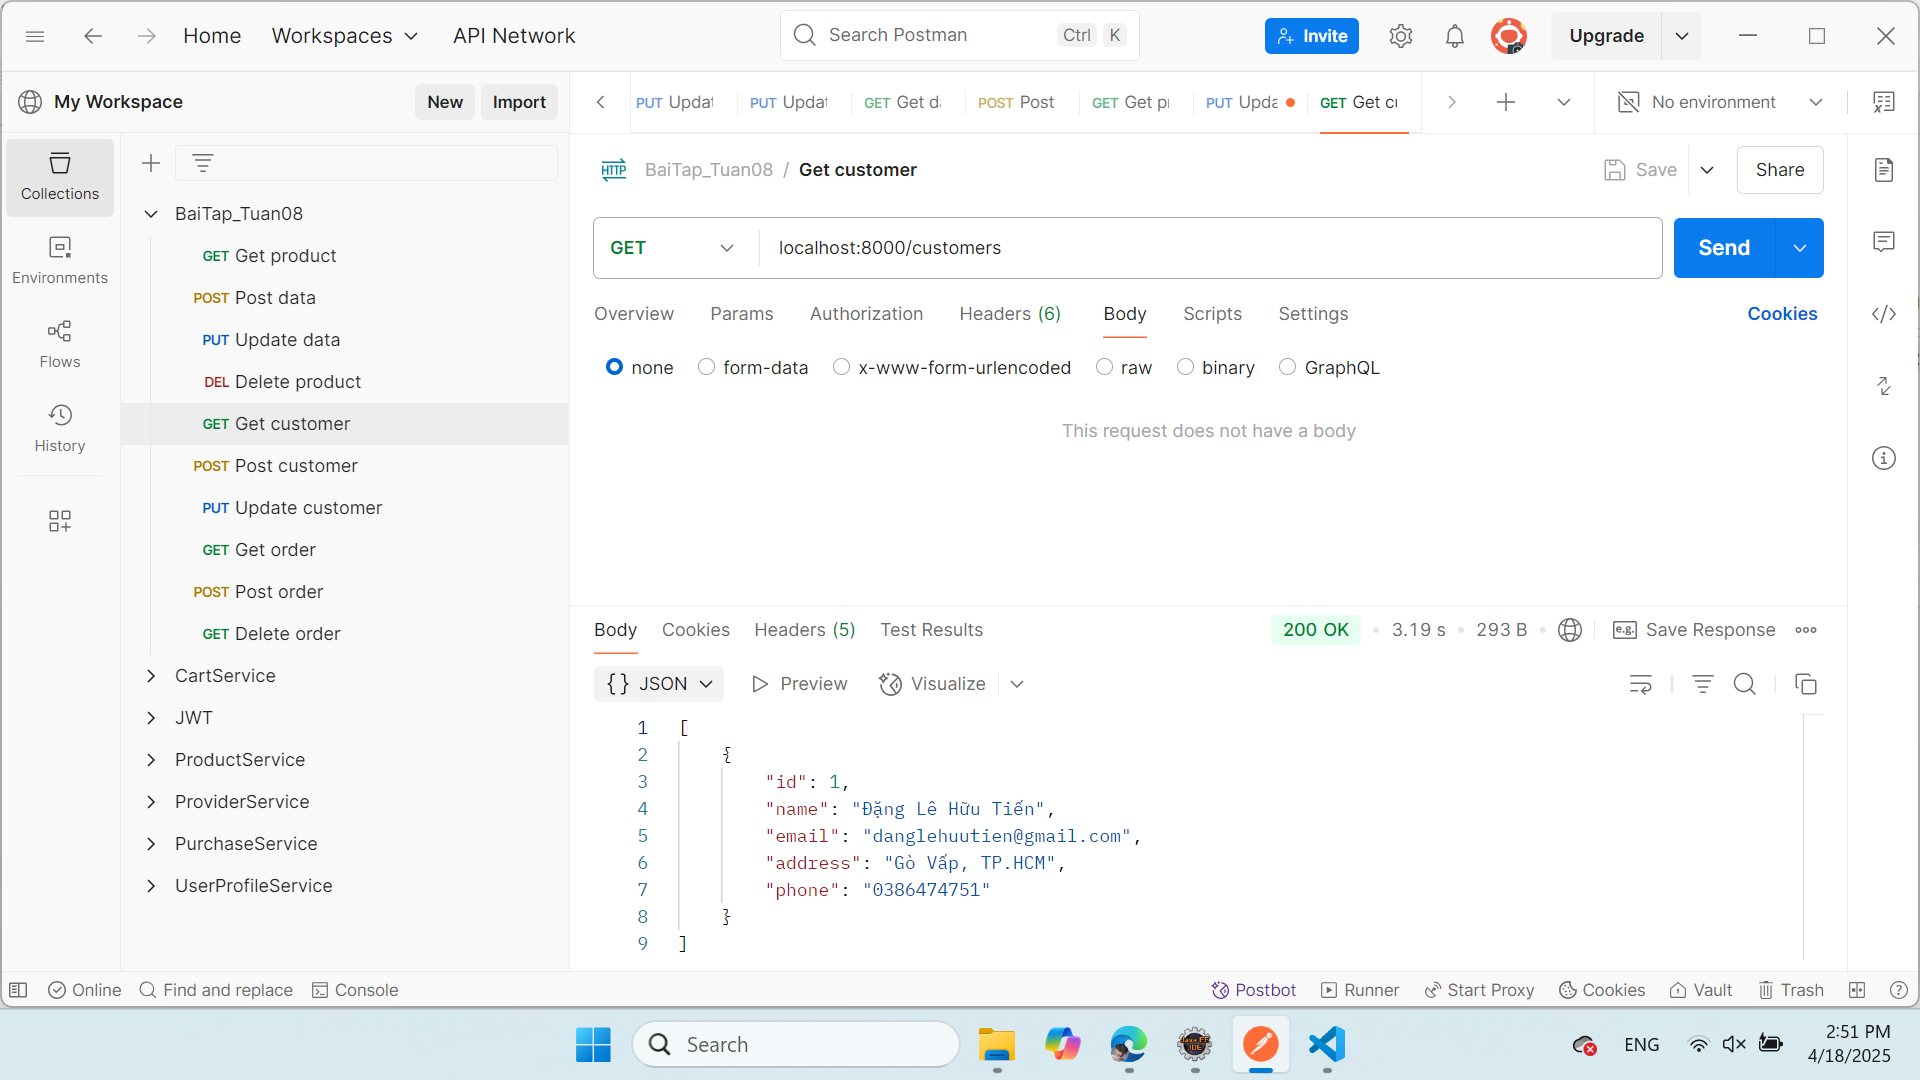 Home Workspaces API Network Search Postman Ctrl K Invite Upgrade
My Workspace New Import PUT Updat PUT Updat GET Get d POST Post GET Get p PUT Upda GET Get cu No environment
Collections
Environments
Flows
History
BaiTap_Tuan08
GET Get product
POST Post data
PUT Update data
DEL Delete product
GET Get customer
POST Post customer
PUT Update customer
GET Get order
POST Post order
GET Delete order
CartService
JWT
ProductService
ProviderService
PurchaseService
UserProfileService
HTTP BaiTap_Tuan08 / Get customer Save Share
GET localhost:8000/customers Send
Overview Params Authorization Headers (6) Body Scripts Settings Cookies
none form-data x-www-form-urlencoded raw binary GraphQL
This request does not have a body
Body Cookies Headers (5) Test Results 200 OK 3.19 s 293 B e.g. Save Response
{} JSON Preview Visualize
1 [
2 {
3 "id": 1,
4 "name": "Đặng Lê Hữu Tiến",
5 "email": "danglehuutien@gmail.com",
6 "address": "Gò Vấp, TP.HCM",
7 "phone": "0386474751"
8 }
9 ]
Online Find and replace Console Postbot Runner Start Proxy Cookies Vault Trash
Search Java EE IDE ENG 2:51 PM
4/18/2025